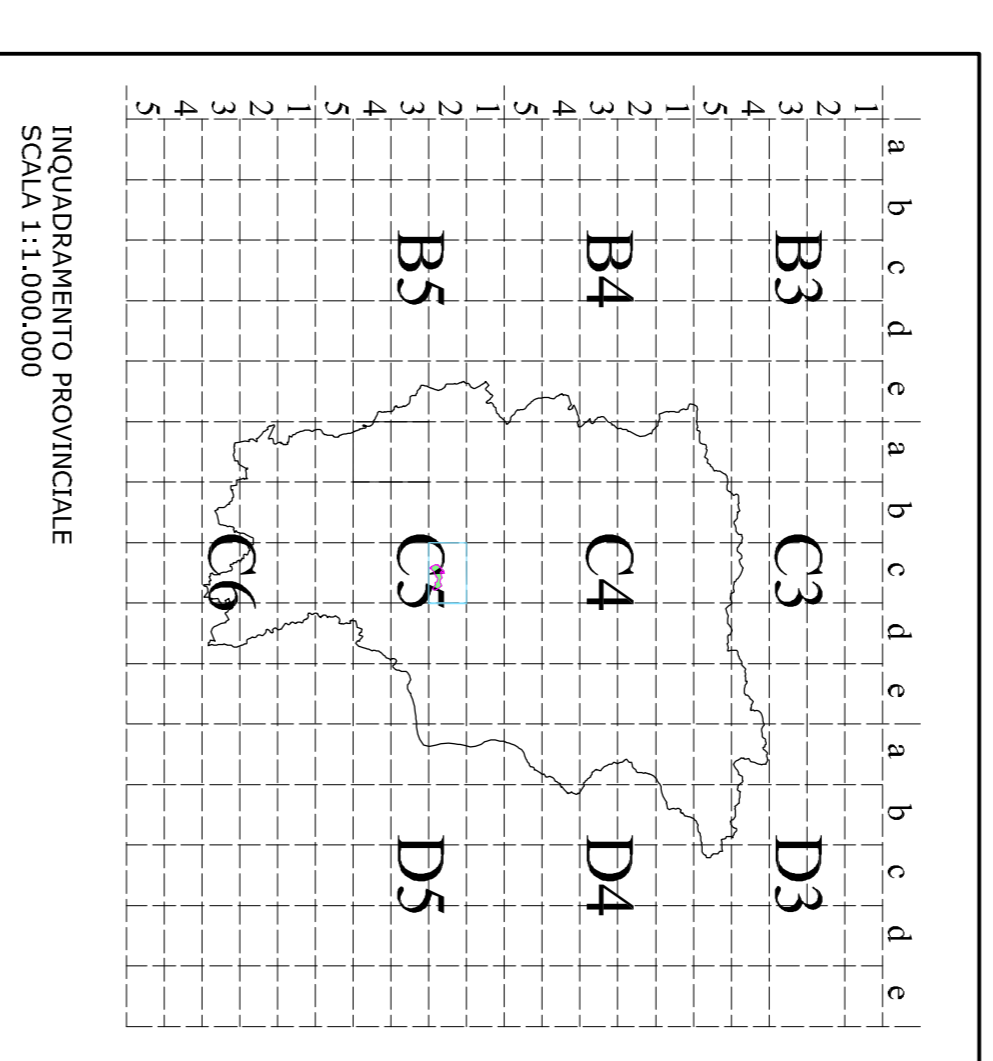 a b c d e a b c d e a b c d e
1
2
B3 C3 D3
3
4
5
1
2
B4 C4 D4
3
4
5
1
2
B5 C5 D5
3
4
5
1
2
C6
3
4
5
INQUADRAMENTO PROVINCIALE
SCALA 1:1.000.000